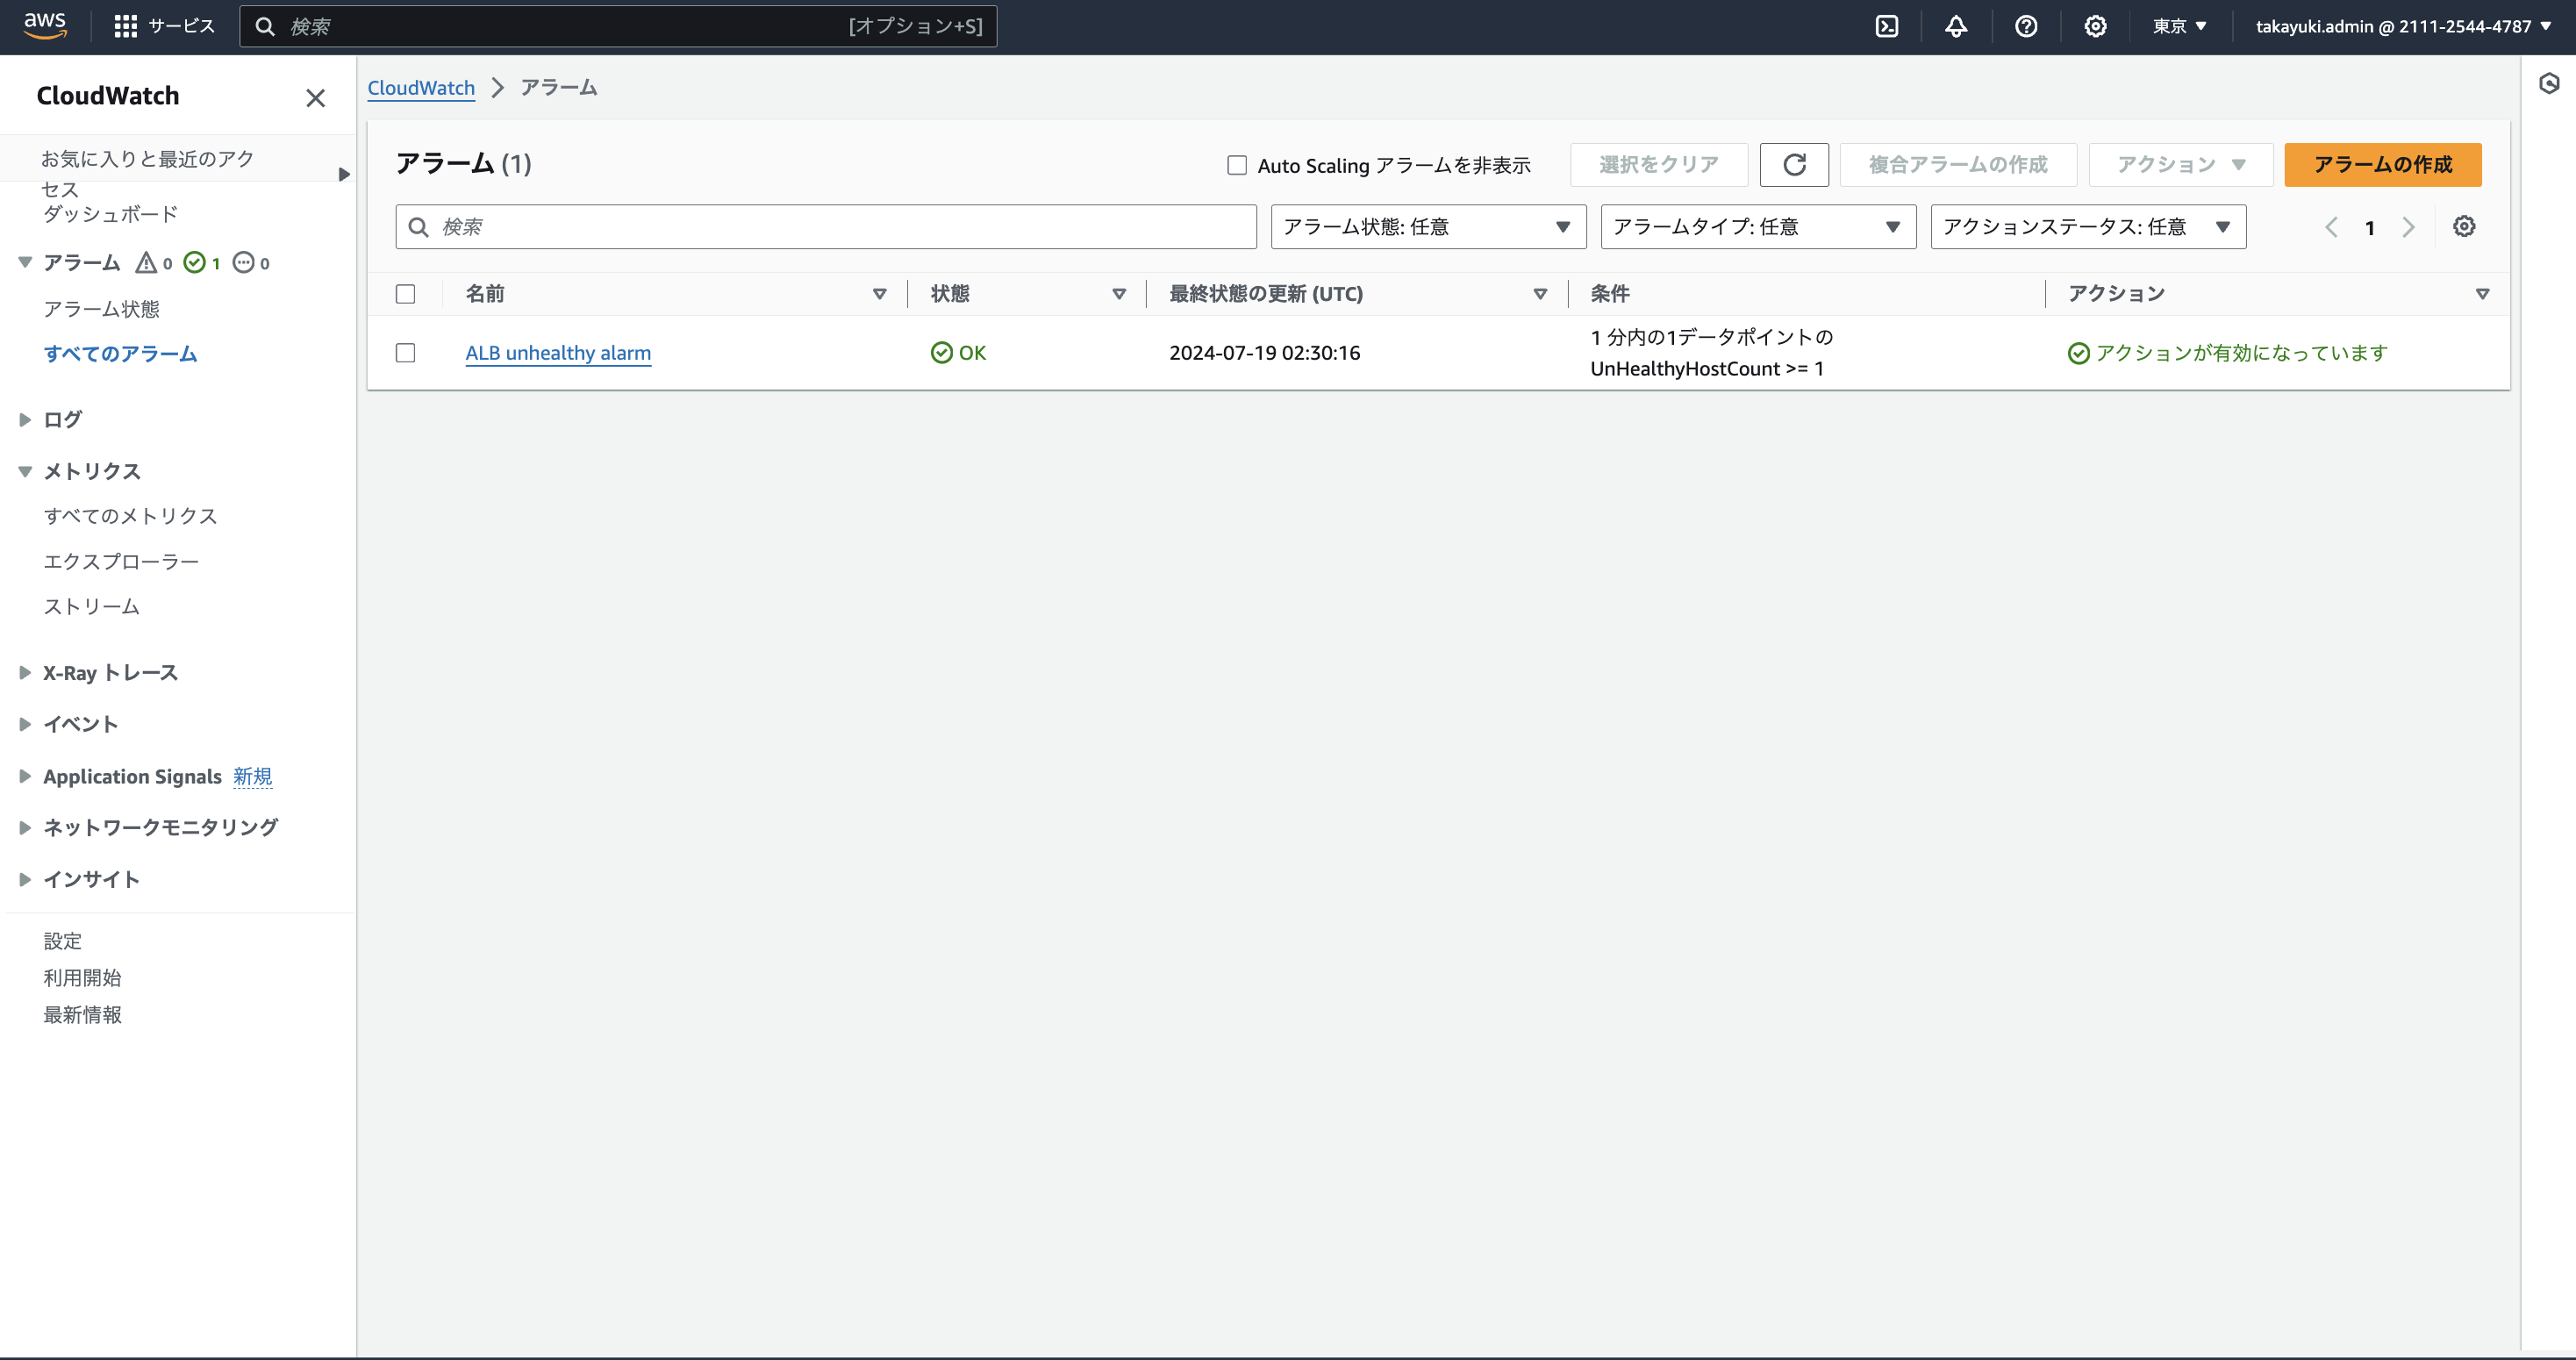 aws
サービス
検索
[オプション+S]
東京
takayuki.admin @ 2111-2544-4787
CloudWatch
お気に入りと最近のアク
セス
ダッシュボード
アラーム 0 1 0
アラーム状態
すべてのアラーム
ログ
メトリクス
すべてのメトリクス
エクスプローラー
ストリーム
X-Ray トレース
イベント
Application Signals 新規
ネットワークモニタリング
インサイト
設定
利用開始
最新情報
CloudWatch アラーム
アラーム (1)
Auto Scaling アラームを非表示
選択をクリア
複合アラームの作成
アクション
アラームの作成
検索
アラーム状態: 任意
アラームタイプ: 任意
アクションステータス: 任意
1
名前 状態 最終状態の更新 (UTC) 条件 アクション
ALB unhealthy alarm
OK
2024-07-19 02:30:16
1 分内の1データポイントの
UnHealthyHostCount >= 1
アクションが有効になっています